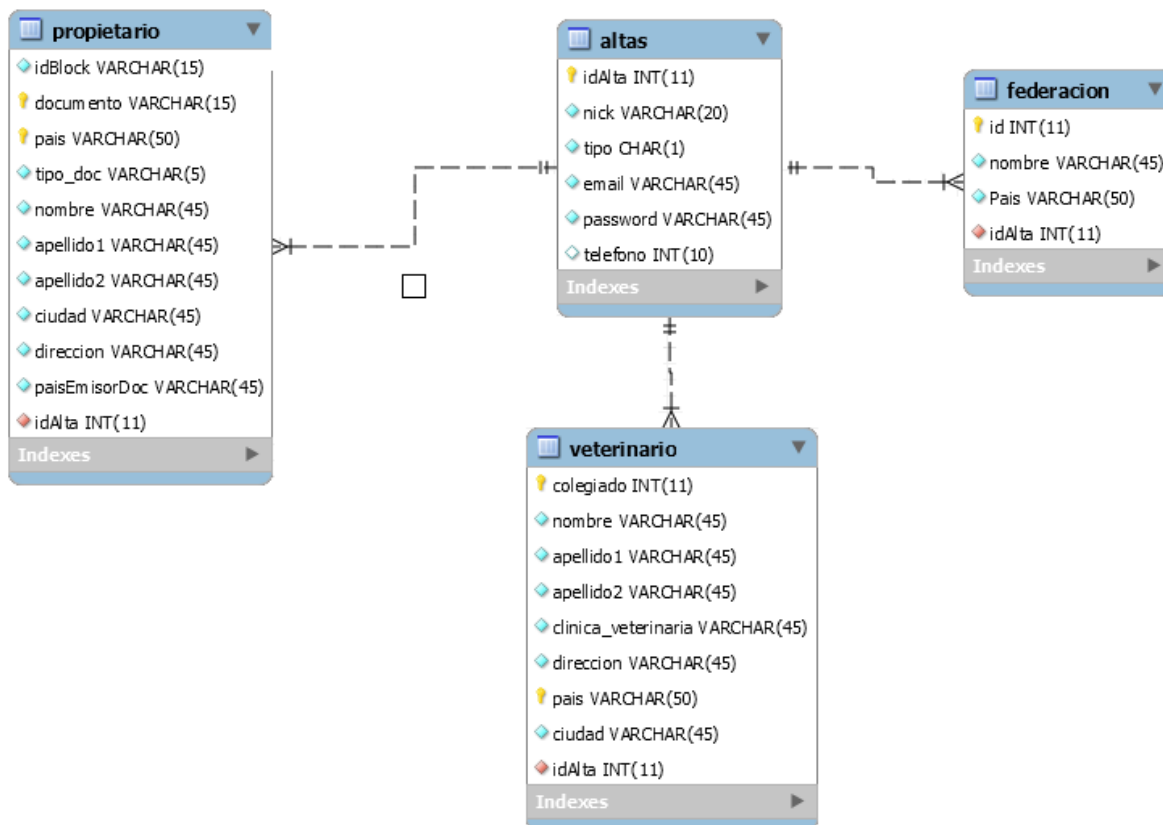 propietario
idBlock VARCHAR(15)
documento VARCHAR(15)
pais VARCHAR(50)
tipo_doc VARCHAR(5)
nombre VARCHAR(45)
apellido1 VARCHAR(45)
apellido2 VARCHAR(45)
ciudad VARCHAR(45)
direccion VARCHAR(45)
paisEmisorDoc VARCHAR(45)
idAlta INT(11)
Indexes
altas
idAlta INT(11)
nick VARCHAR(20)
tipo CHAR(1)
email VARCHAR(45)
password VARCHAR(45)
telefono INT(10)
Indexes
federacion
id INT(11)
nombre VARCHAR(45)
Pais VARCHAR(50)
idAlta INT(11)
Indexes
veterinario
colegiado INT(11)
nombre VARCHAR(45)
apellido1 VARCHAR(45)
apellido2 VARCHAR(45)
clinica_veterinaria VARCHAR(45)
direccion VARCHAR(45)
pais VARCHAR(50)
ciudad VARCHAR(45)
idAlta INT(11)
Indexes